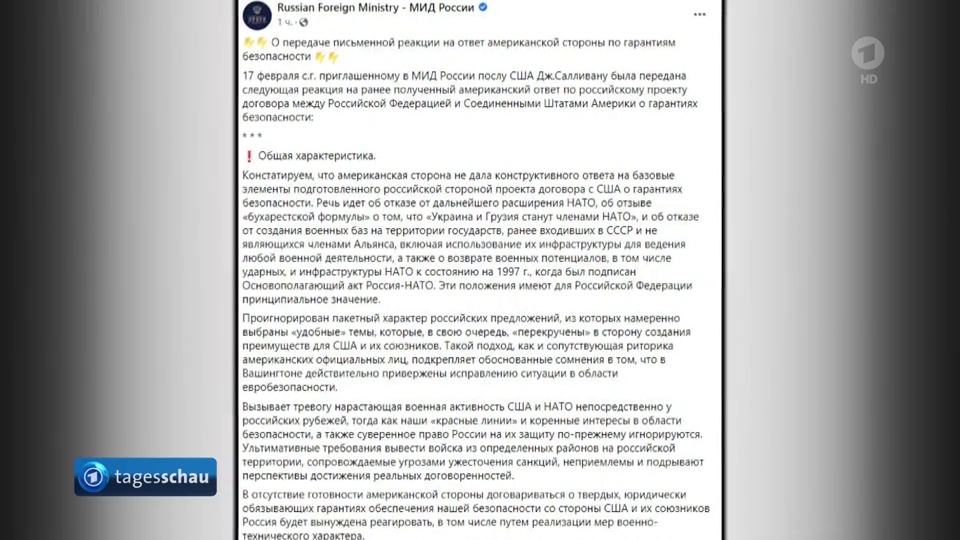 Russian Foreign Ministry - МИД России
1 ч. ·
О передаче письменной реакции на ответ американской стороны по гарантиям
безопасности
17 февраля с.г. приглашенному в МИД России послу США Дж.Салливану была передана
следующая реакция на ранее полученный американский ответ по российскому проекту
договора между Российской Федерацией и Соединенными Штатами Америки о гарантиях
безопасности:
* * *
❗ Общая характеристика.
Констатируем, что американская сторона не дала конструктивного ответа на базовые
элементы подготовленного российской стороной проекта договора с США о гарантиях
безопасности. Речь идет об отказе от дальнейшего расширения НАТО, об отзыве
«бухарестской формулы» о том, что «Украина и Грузия станут членами НАТО», и об отказе
от создания военных баз на территории государств, ранее входивших в СССР и не
являющихся членами Альянса, включая использование их инфраструктуры для ведения
любой военной деятельности, а также о возврате военных потенциалов, в том числе
ударных, и инфраструктуры НАТО к состоянию на 1997 г., когда был подписан
Основополагающий акт Россия-НАТО. Эти положения имеют для Российской Федерации
принципиальное значение.
Проигнорирован пакетный характер российских предложений, из которых намеренно
выбраны «удобные» темы, которые, в свою очередь, «перекручены» в сторону создания
преимуществ для США и их союзников. Такой подход, как и сопутствующая риторика
американских официальных лиц, подкрепляет обоснованные сомнения в том, что в
Вашингтоне действительно привержены исправлению ситуации в области
евробезопасности.
Вызывает тревогу нарастающая военная активность США и НАТО непосредственно у
российских рубежей, тогда как наши «красные линии» и коренные интересы в области
безопасности, а также суверенное право России на их защиту по-прежнему игнорируются.
Ультимативные требования вывести войска из определенных районов на российской
территории, сопровождаемые угрозами ужесточения санкций, неприемлемы и подрывают
перспективы достижения реальных договоренностей.
В отсутствие готовности американской стороны договариваться о твердых, юридически
обязывающих гарантиях обеспечения нашей безопасности со стороны США и их союзников
Россия будет вынуждена реагировать, в том числе путем реализации мер военно-
технического характера.
1
HD
1 tagesschau